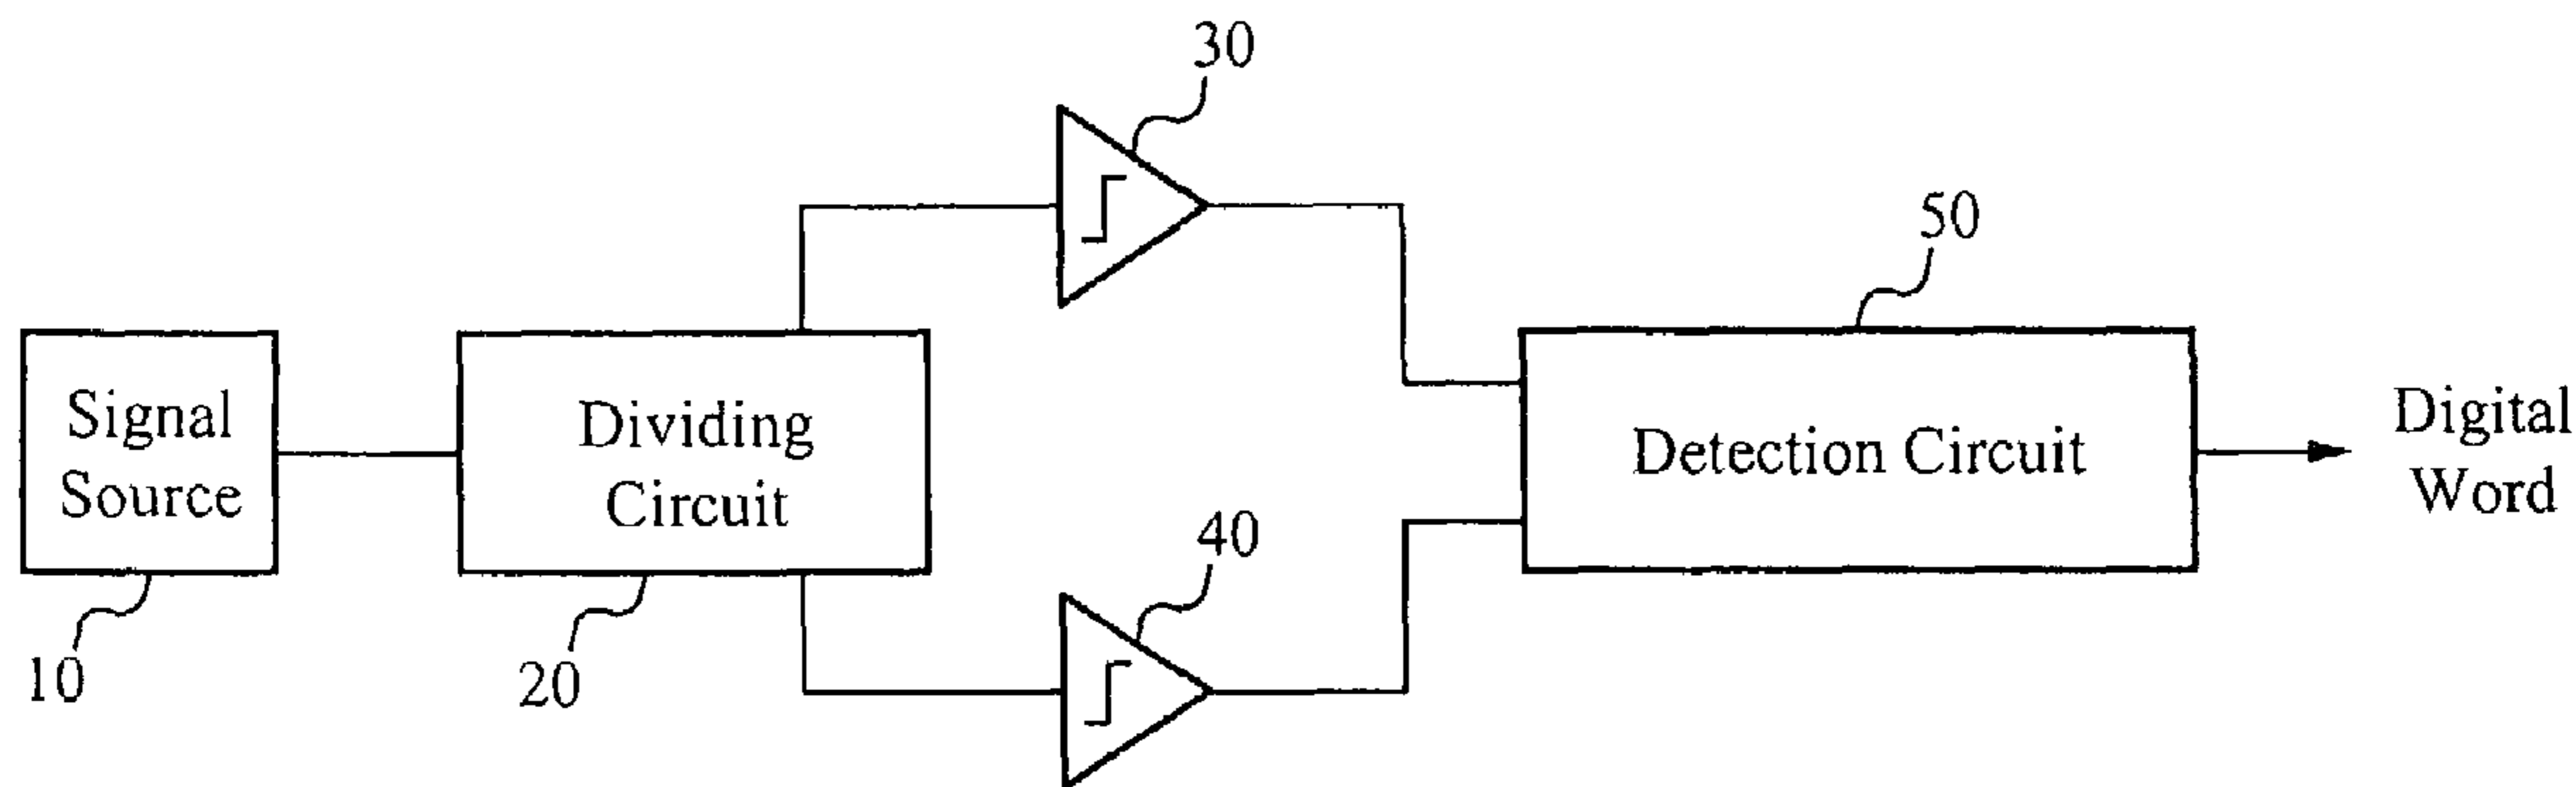 30
50
Signal
Source
Dividing
Circuit
Detection Circuit
Digital
Word
40
10
20